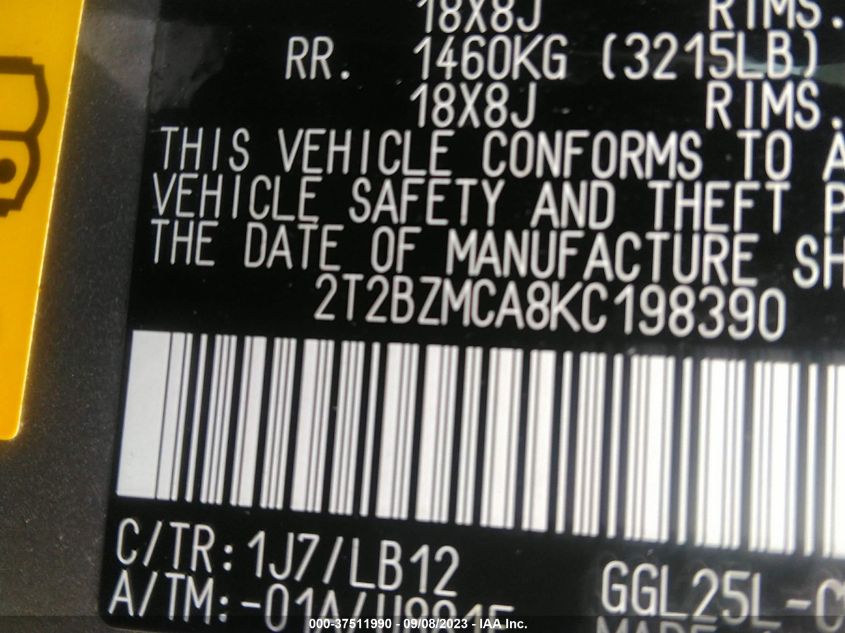 18X8J RIMS.
RR. 1460KG (3215LB)
18X8J RIMS.
THIS VEHICLE CONFORMS TO A
VEHICLE SAFETY AND THEFT P
THE DATE OF MANUFACTURE SH
2T2BZMCA8KC198390
C/TR:1J7/LB12
A/TM:-01A/ GGL25L-C
MADE
000-37511990 - 09/08/2023 - IAA Inc.